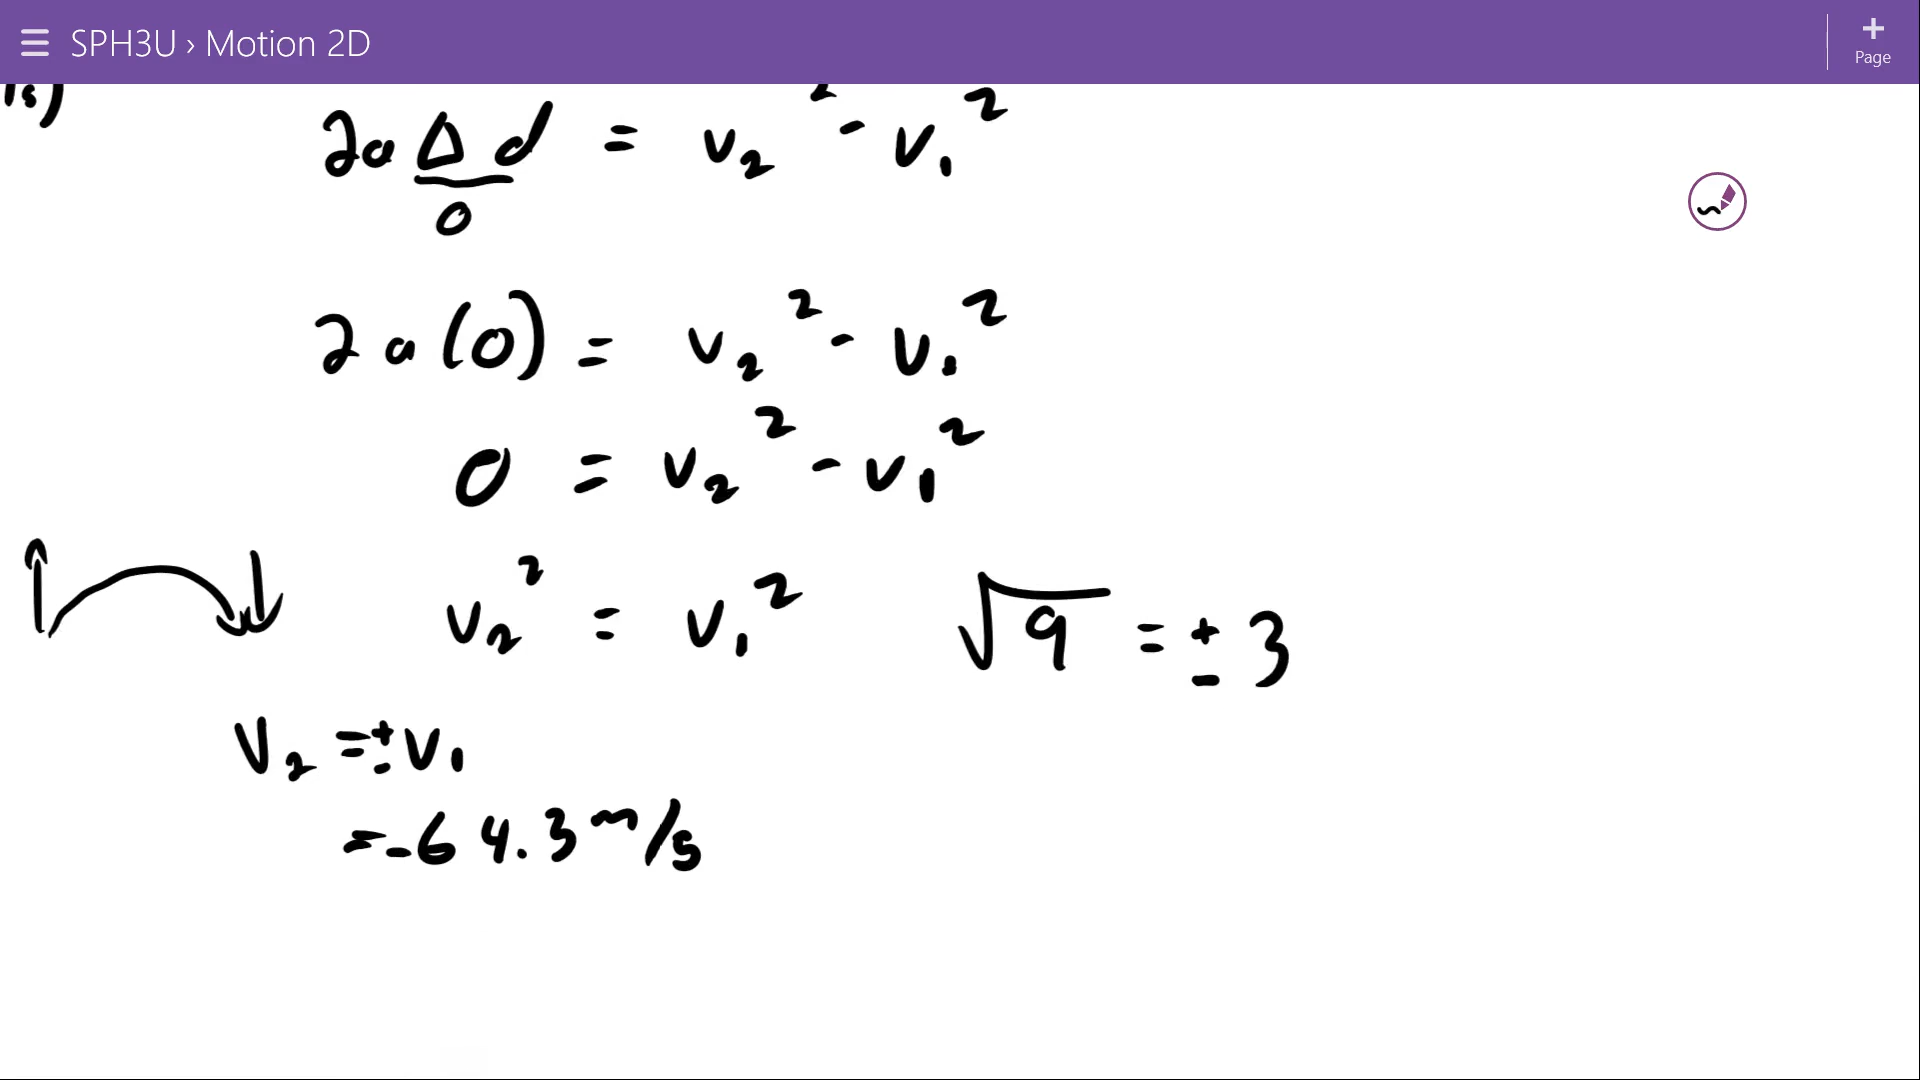 SPH3U › Motion 2D
Page
2aΔd = v₂² - v₁²
0
2a(0) = v₂² - v₁²
0 = v₂² - v₁²
v₂² = v₁²
√9 = ± 3
V₂ = ± v₁
= -64.3 m/s